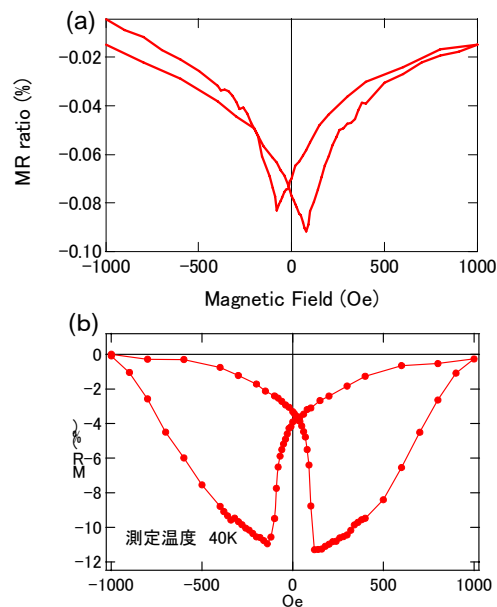 (a)
MR ratio (%)
-0.02
-0.04
-0.06
-0.08
-0.10
-1000 -500 0 500 1000
Magnetic Field (Oe)
(b)
MR (%)
0
-2
-4
-6
-8
-10
-12
測定温度 40K
-1000 -500 0 500 1000
Oe